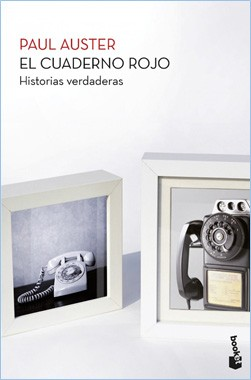 PAUL AUSTER
EL CUADERNO ROJO
Historias verdaderas
booket